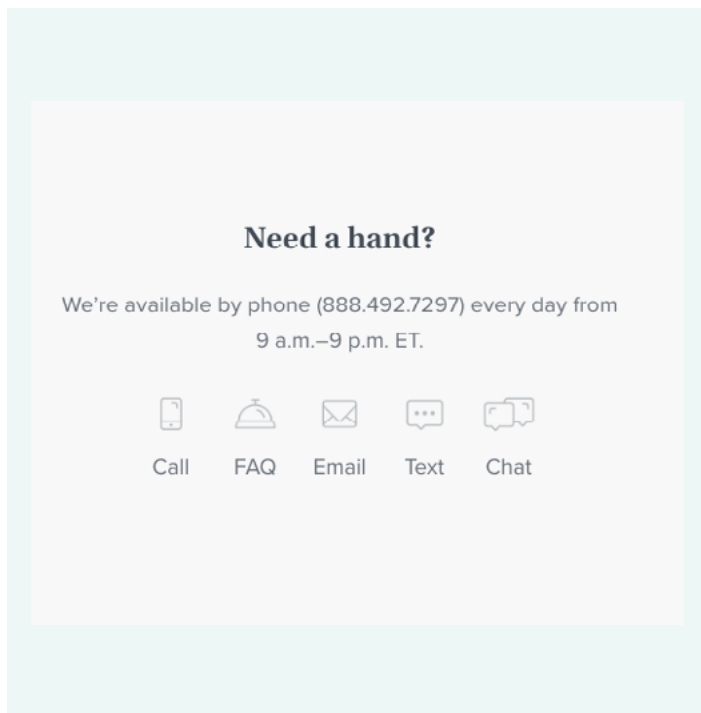 Need a hand?
We're available by phone (888.492.7297) every day from
9 a.m.–9 p.m. ET.
Call FAQ Email Text Chat